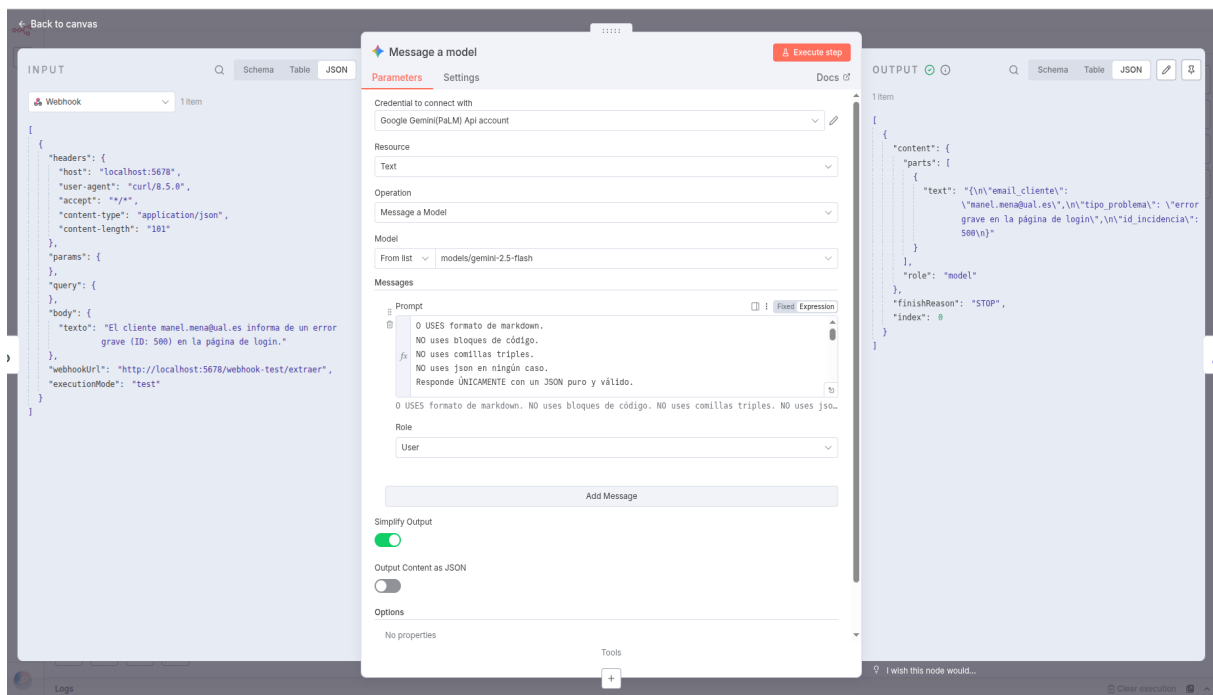 ← Back to canvas
INPUT
Schema Table JSON
Webhook
1 item
[
{
"headers": {
"host": "localhost:5678",
"user-agent": "curl/8.5.0",
"accept": "*/*",
"content-type": "application/json",
"content-length": "101"
},
"params": {
},
"query": {
},
"body": {
"texto": "El cliente manel.mena@ual.es informa de un error
grave (ID: 500) en la página de login."
},
"webhookUrl": "http://localhost:5678/webhook-test/extraer",
"executionMode": "test"
}
]
Message a model
Execute step
Parameters Settings
Docs
Credential to connect with
Google Gemini(PaLM) Api account
Resource
Text
Operation
Message a Model
Model
From list models/gemini-2.5-flash
Messages
Prompt
Fixed Expression
fx
O USES formato de markdown.
NO uses bloques de código.
NO uses comillas triples.
NO uses json en ningún caso.
Responde ÚNICAMENTE con un JSON puro y válido.
O USES formato de markdown. NO uses bloques de código. NO uses comillas triples. NO uses jso…
Role
User
Add Message
Simplify Output
Output Content as JSON
Options
No properties
Tools
+
OUTPUT
Schema Table JSON
1 item
[
{
"content": {
"parts": [
{
"text": "{\n\"email_cliente\":
\"manel.mena@ual.es\",\n\"tipo_problema\": \"error
grave en la página de login\",\n\"id_incidencia\":
500\n}"
}
],
"role": "model"
},
"finishReason": "STOP",
"index": 0
}
]
I wish this node would...
Logs
Clear execution